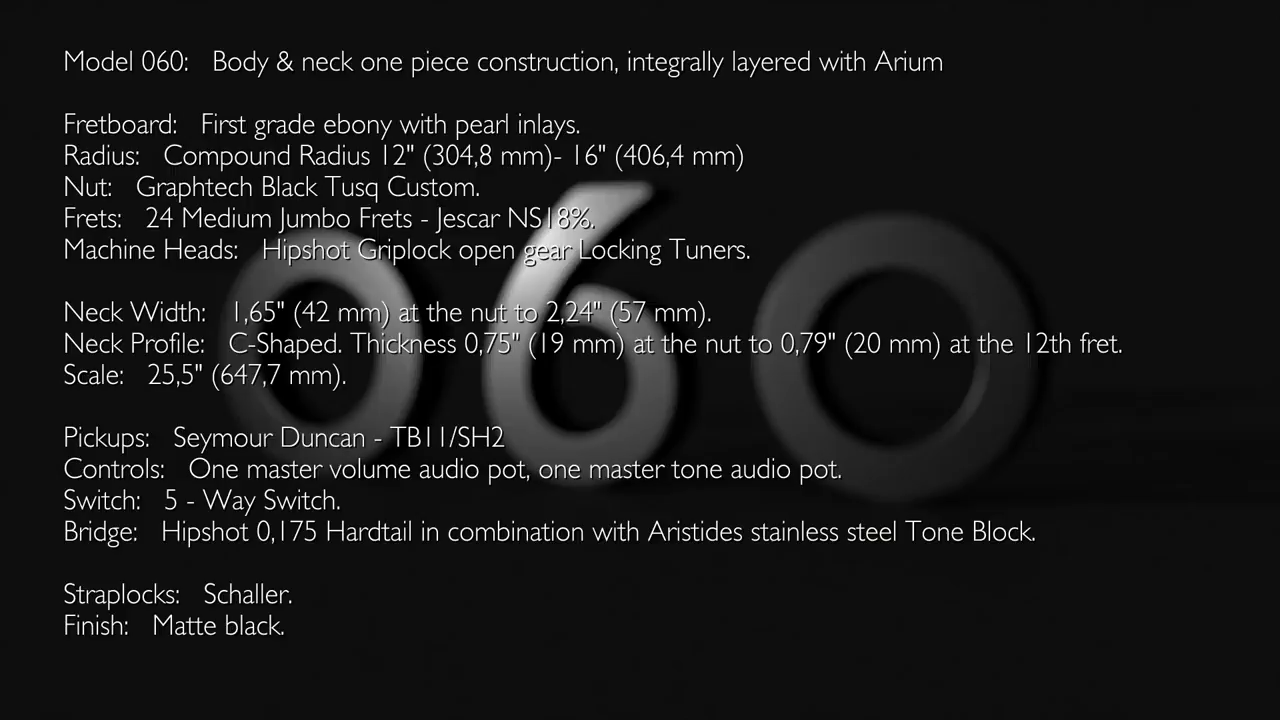 Model 060: Body & neck one piece construction, integrally layered with Arium
Fretboard: First grade ebony with pearl inlays.
Radius: Compound Radius 12" (304,8 mm)- 16" (406,4 mm)
Nut: Graphtech Black Tusq Custom.
Frets: 24 Medium Jumbo Frets - Jescar NS18%.
Machine Heads: Hipshot Griplock open gear Locking Tuners.
Neck Width: 1,65" (42 mm) at the nut to 2,24" (57 mm).
Neck Profile: C-Shaped. Thickness 0,75" (19 mm) at the nut to 0,79" (20 mm) at the 12th fret.
Scale: 25,5" (647,7 mm).
Pickups: Seymour Duncan - TB11/SH2
Controls: One master volume audio pot, one master tone audio pot.
Switch: 5 - Way Switch.
Bridge: Hipshot 0,175 Hardtail in combination with Aristides stainless steel Tone Block.
Straplocks: Schaller.
Finish: Matte black.
060